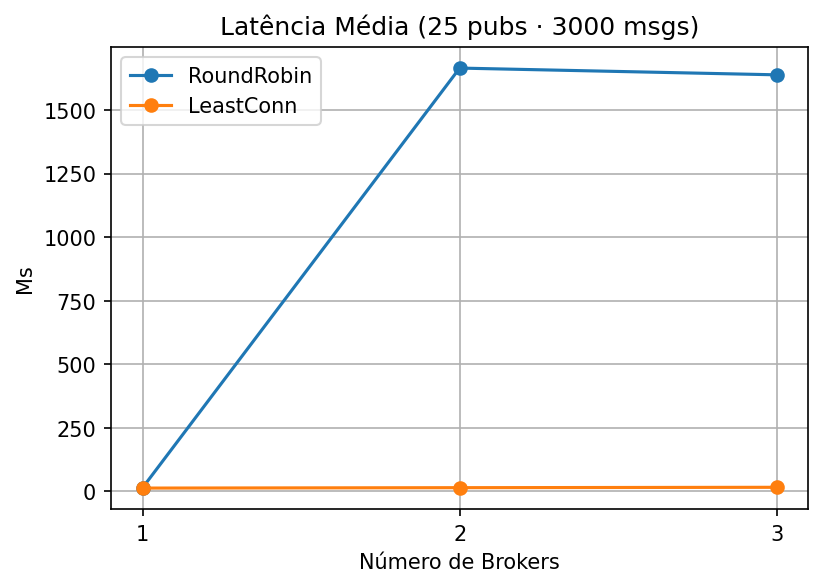 Latência Média (25 pubs · 3000 msgs)
RoundRobin
LeastConn
1500
1250
1000
750
500
250
0
Ms
1 2 3
Número de Brokers